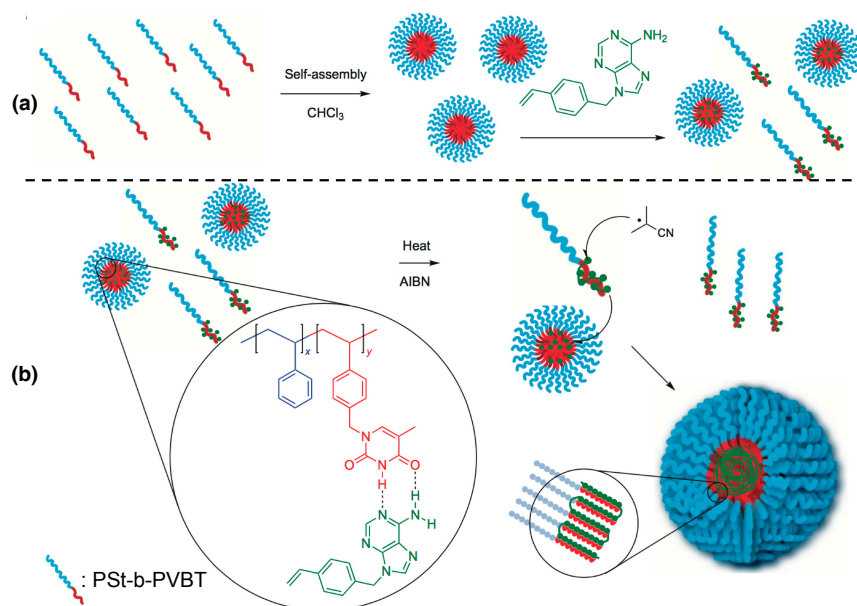 (a)
Self-assembly
CHCl3
NH2
N
N
N
N
(b)
Heat
AIBN
CN
x
y
N
O
N
O
H
H
N
N
H
N
N
N
: PSt-b-PVBT